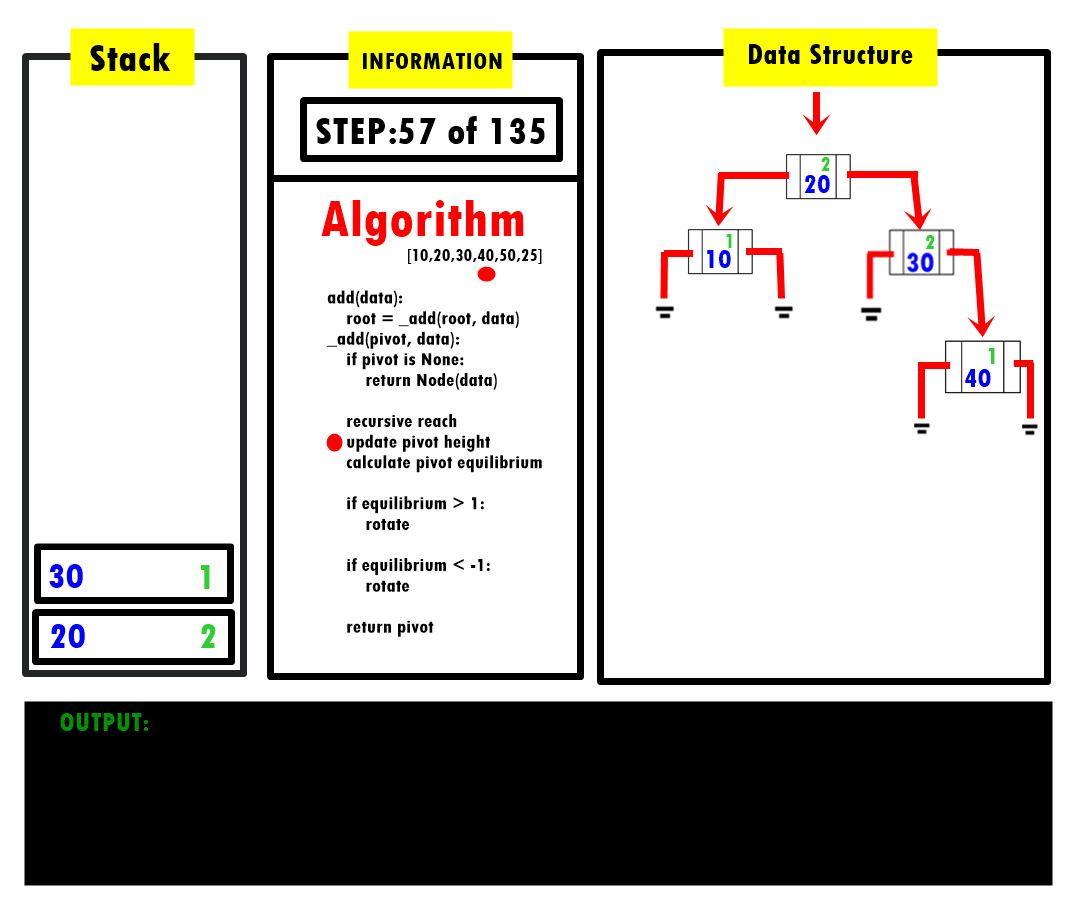 Stack
30 1
20 2
INFORMATION
STEP:57 of 135
Algorithm
[10,20,30,40,50,25]
add(data):
root = _add(root, data)
_add(pivot, data):
if pivot is None:
return Node(data)
recursive reach
update pivot height
calculate pivot equilibrium
if equilibrium > 1:
rotate
if equilibrium < -1:
rotate
return pivot
Data Structure
2
20
1
10
2
30
1
40
OUTPUT: